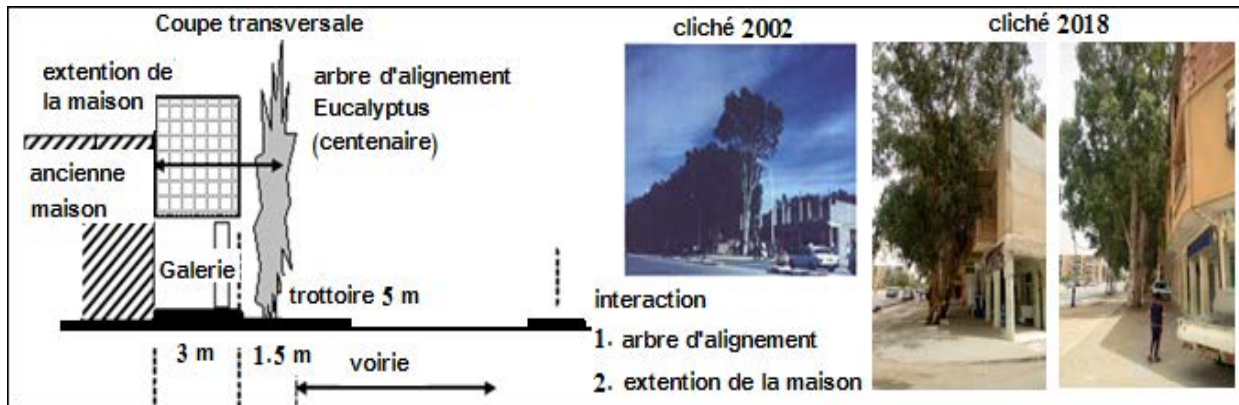 Coupe transversale
extention de
la maison
arbre d'alignement
Eucalyptus
(centenaire)
ancienne
maison
Galerie
trottoire 5 m
3 m
1.5 m
voirie
cliché 2002
cliché 2018
interaction
1. arbre d'alignement
2. extention de la maison